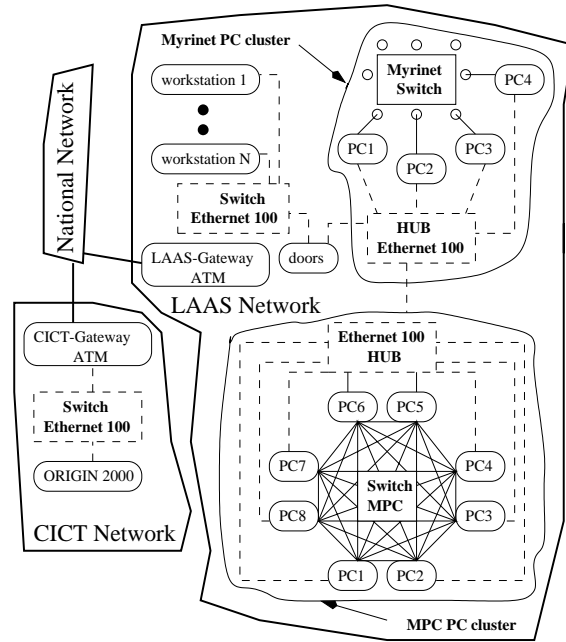 Myrinet PC cluster
workstation 1
workstation N
Switch
Ethernet 100
Myrinet
Switch
PC4
PC1
PC2
PC3
HUB
Ethernet 100
doors
National Network
LAAS-Gateway
ATM
LAAS Network
CICT-Gateway
ATM
Switch
Ethernet 100
ORIGIN 2000
CICT Network
Ethernet 100
HUB
PC6
PC5
PC7
PC4
Switch
MPC
PC8
PC3
PC1
PC2
MPC PC cluster